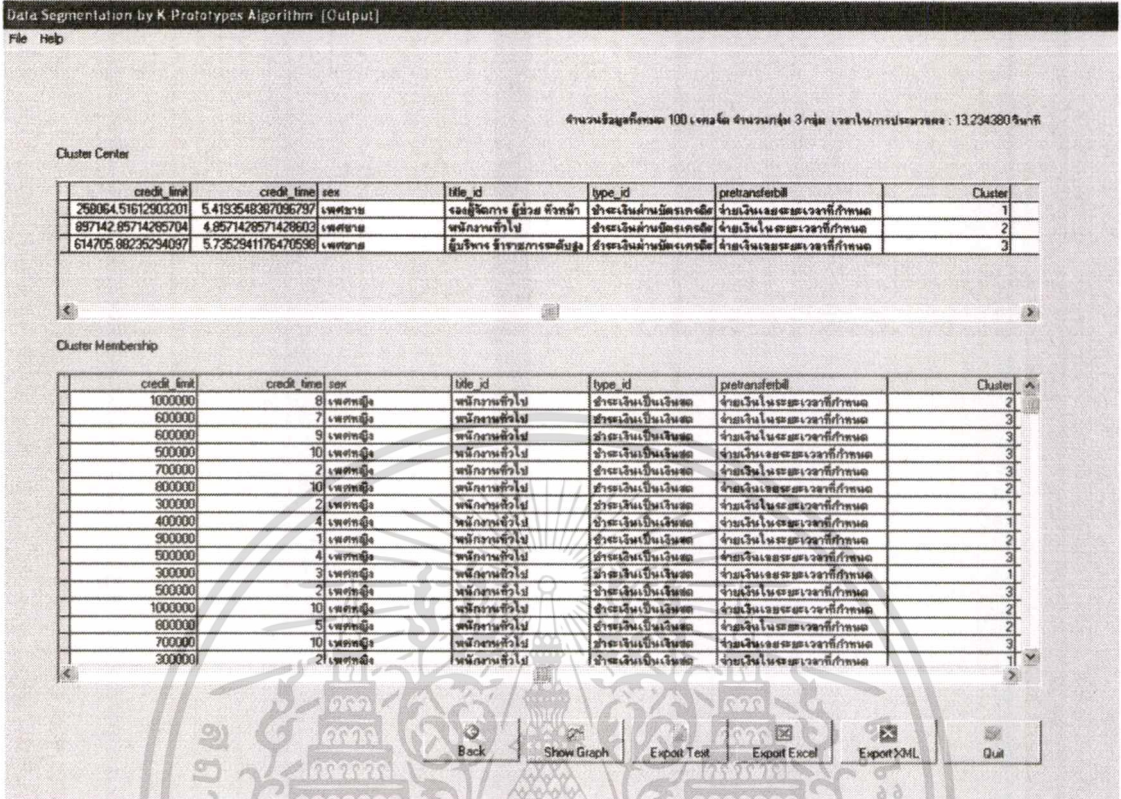 Data Segmentation by K-Prototypes Algorithm [Output]
File Help
จำนวนข้อมูลทั้งหมด 100 เรคอร์ด จำนวนกลุ่ม 3 กลุ่ม เวลาในการประมวลผล : 13.234380 วินาที
Cluster Center
credit_limit credit_time sex title_id type_id pretransferbill Cluster
258064.51612903201 5.4193548387096797 เพศชาย รองผู้จัดการ ผู้ช่วย หัวหน้า ชำระเงินผ่านบัตรเครดิต จ่ายเงินเลยระยะเวลาที่กำหนด 1
897142.85714285704 4.8571428571428603 เพศชาย พนักงานทั่วไป ชำระเงินผ่านบัตรเครดิต จ่ายเงินในระยะเวลาที่กำหนด 2
614705.88235294097 5.7352941176470598 เพศชาย ผู้บริหาร ข้าราชการระดับสูง ชำระเงินผ่านบัตรเครดิต จ่ายเงินเลยระยะเวลาที่กำหนด 3
Cluster Membership
credit_limit credit_time sex title_id type_id pretransferbill Cluster
1000000 8 เพศหญิง พนักงานทั่วไป ชำระเงินเป็นเงินสด จ่ายเงินในระยะเวลาที่กำหนด 2
600000 7 เพศหญิง พนักงานทั่วไป ชำระเงินเป็นเงินสด จ่ายเงินในระยะเวลาที่กำหนด 3
600000 9 เพศหญิง พนักงานทั่วไป ชำระเงินเป็นเงินสด จ่ายเงินในระยะเวลาที่กำหนด 3
500000 10 เพศหญิง พนักงานทั่วไป ชำระเงินเป็นเงินสด จ่ายเงินเลยระยะเวลาที่กำหนด 3
700000 2 เพศหญิง พนักงานทั่วไป ชำระเงินเป็นเงินสด จ่ายเงินในระยะเวลาที่กำหนด 3
800000 10 เพศหญิง พนักงานทั่วไป ชำระเงินเป็นเงินสด จ่ายเงินเลยระยะเวลาที่กำหนด 2
300000 2 เพศหญิง พนักงานทั่วไป ชำระเงินเป็นเงินสด จ่ายเงินในระยะเวลาที่กำหนด 1
400000 4 เพศหญิง พนักงานทั่วไป ชำระเงินเป็นเงินสด จ่ายเงินเลยระยะเวลาที่กำหนด 1
900000 1 เพศหญิง พนักงานทั่วไป ชำระเงินเป็นเงินสด จ่ายเงินในระยะเวลาที่กำหนด 2
500000 4 เพศหญิง พนักงานทั่วไป ชำระเงินเป็นเงินสด จ่ายเงินเลยระยะเวลาที่กำหนด 3
300000 3 เพศหญิง พนักงานทั่วไป ชำระเงินเป็นเงินสด จ่ายเงินเลยระยะเวลาที่กำหนด 1
500000 2 เพศหญิง พนักงานทั่วไป ชำระเงินเป็นเงินสด จ่ายเงินในระยะเวลาที่กำหนด 3
1000000 10 เพศหญิง พนักงานทั่วไป ชำระเงินเป็นเงินสด จ่ายเงินเลยระยะเวลาที่กำหนด 2
800000 5 เพศหญิง พนักงานทั่วไป ชำระเงินเป็นเงินสด จ่ายเงินในระยะเวลาที่กำหนด 2
700000 10 เพศหญิง พนักงานทั่วไป ชำระเงินเป็นเงินสด จ่ายเงินในระยะเวลาที่กำหนด 3
300000 2 เพศหญิง พนักงานทั่วไป ชำระเงินเป็นเงินสด จ่ายเงินในระยะเวลาที่กำหนด 1
Back Show Graph Export Text Export Excel Export XML Quit